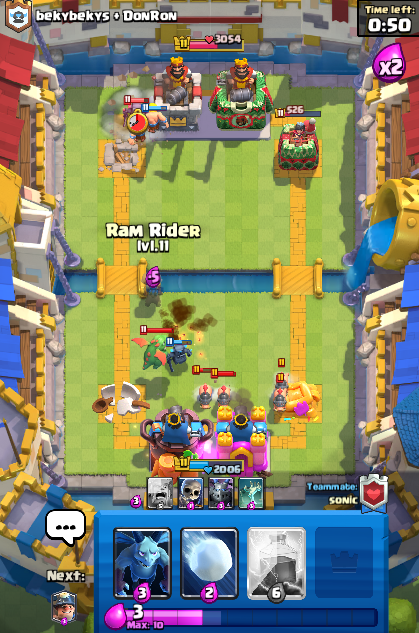 bekybekys + DonRon
Time left:
0:50
3054
x2
526
Ram Rider
lvl.11
5
2006
Teammate:
sonic
3
...
3
2
6
Next:
3
Max: 10